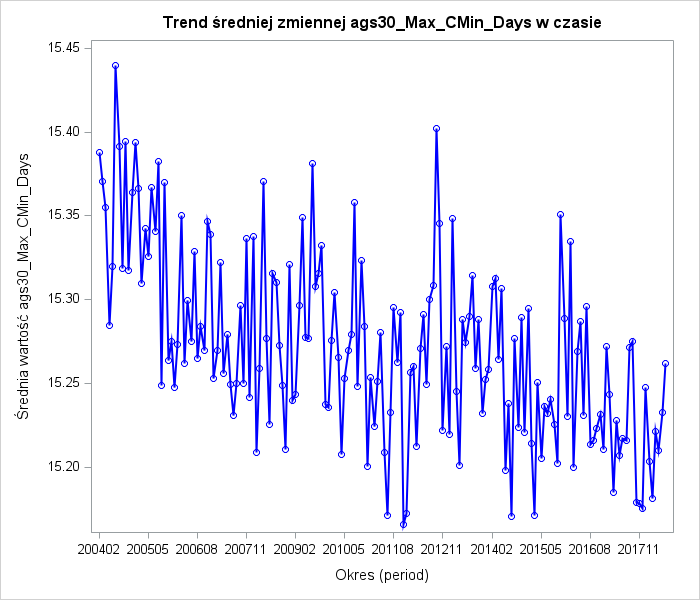 Trend średniej zmiennej ags30_Max_CMin_Days w czasie
Średnia wartość ags30_Max_CMin_Days
15.45
15.40
15.35
15.30
15.25
15.20
200402 200505 200608 200711 200902 201005 201108 201211 201402 201505 201608 201711
Okres (period)